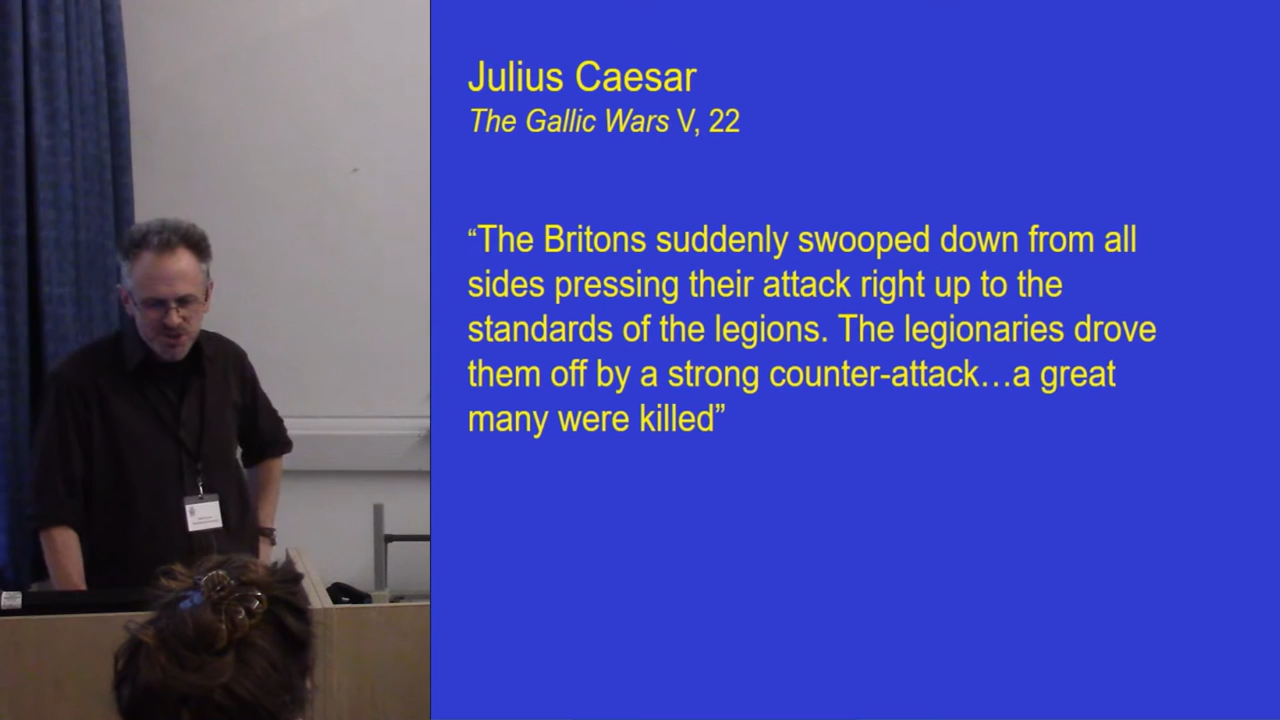 Julius Caesar
The Gallic Wars V, 22
“The Britons suddenly swooped down from all
sides pressing their attack right up to the
standards of the legions. The legionaries drove
them off by a strong counter-attack…a great
many were killed”